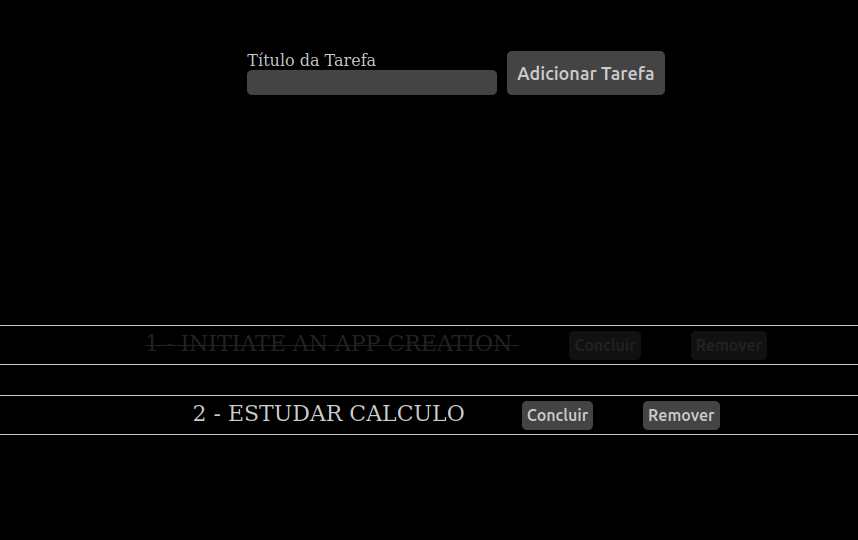 Título da Tarefa
Adicionar Tarefa
1 - INITIATE AN APP CREATION Concluir Remover
2 - ESTUDAR CALCULO Concluir Remover